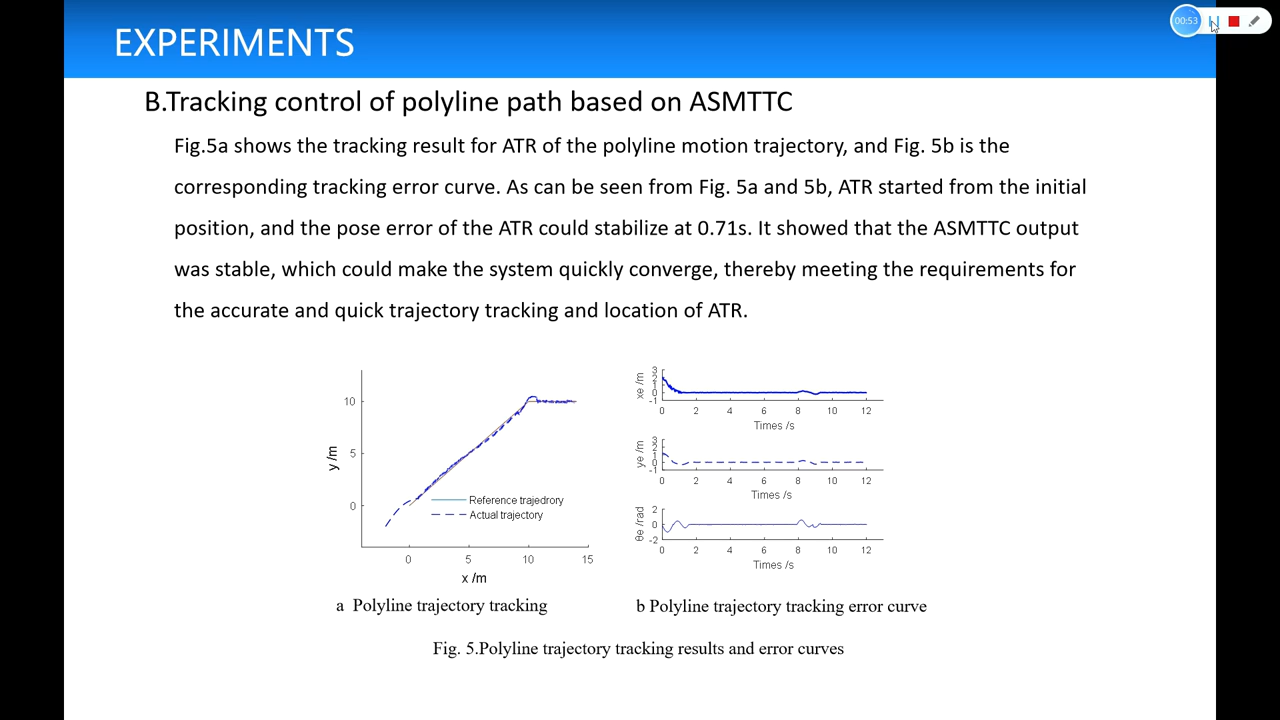 EXPERIMENTS
00:53
B.Tracking control of polyline path based on ASMTTC
Fig.5a shows the tracking result for ATR of the polyline motion trajectory, and Fig. 5b is the
corresponding tracking error curve. As can be seen from Fig. 5a and 5b, ATR started from the initial
position, and the pose error of the ATR could stabilize at 0.71s. It showed that the ASMTTC output
was stable, which could make the system quickly converge, thereby meeting the requirements for
the accurate and quick trajectory tracking and location of ATR.
10
5
0
y /m
Reference trajedrory
Actual trajectory
0 5 10 15
x /m
3
2
1
0
-1
xe /m
0 2 4 6 8 10 12
Times /s
3
2
1
0
-1
ye /m
0 2 4 6 8 10 12
Times /s
2
0
-2
θe /rad
0 2 4 6 8 10 12
Times /s
a Polyline trajectory tracking
b Polyline trajectory tracking error curve
Fig. 5.Polyline trajectory tracking results and error curves